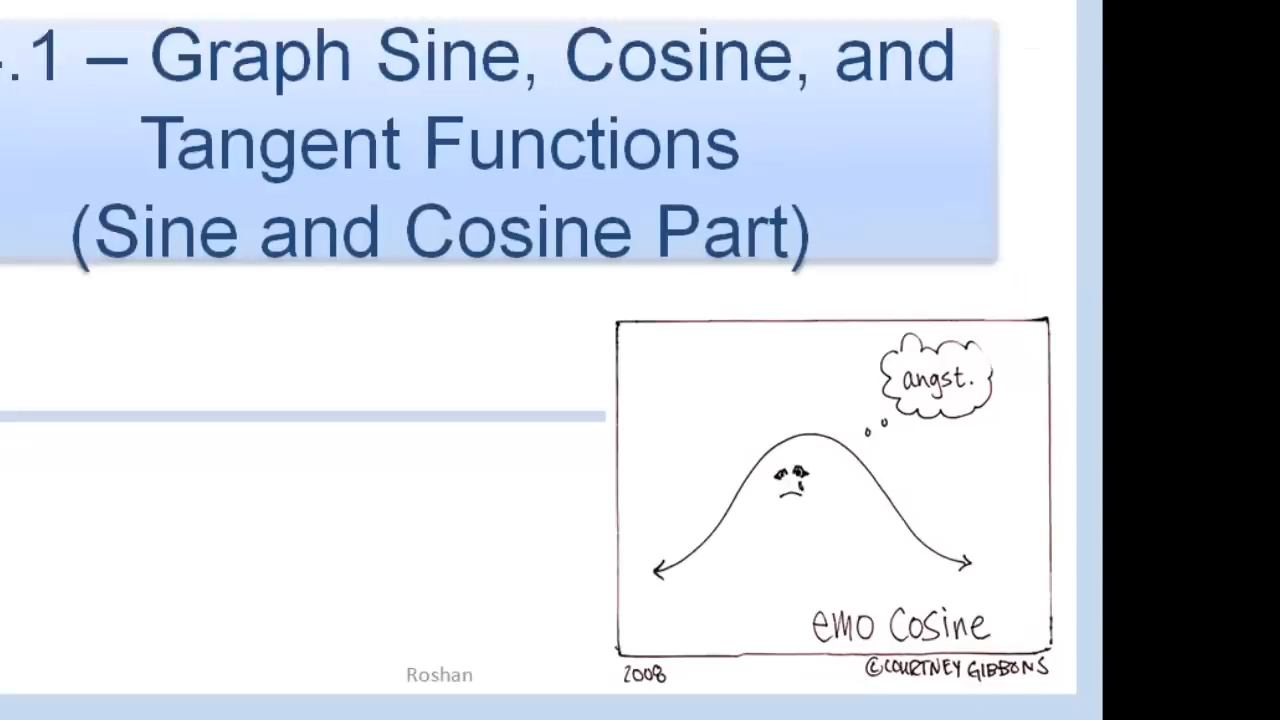 .1 – Graph Sine, Cosine, and
Tangent Functions
(Sine and Cosine Part)
angst.
emo Cosine
Roshan
2008
©COURTNEY GIBBONS